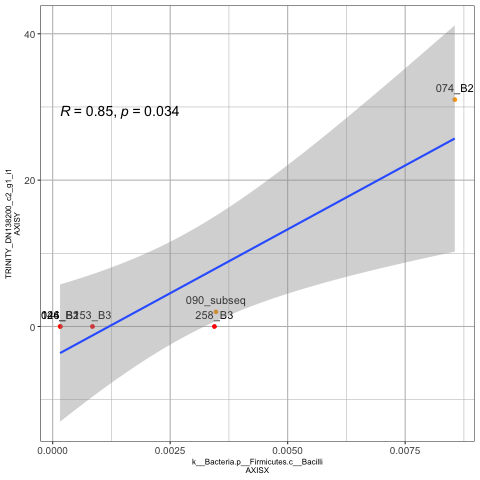 40
074_B2
R = 0.85, p = 0.034
20
090_subseq
153_B3
258_B3
0
TRINITY_DN138200_c2_g1_i1
AXISY
0.0000
0.0025
0.0050
0.0075
k__Bacteria.p__Firmicutes.c__Bacilli
AXISX